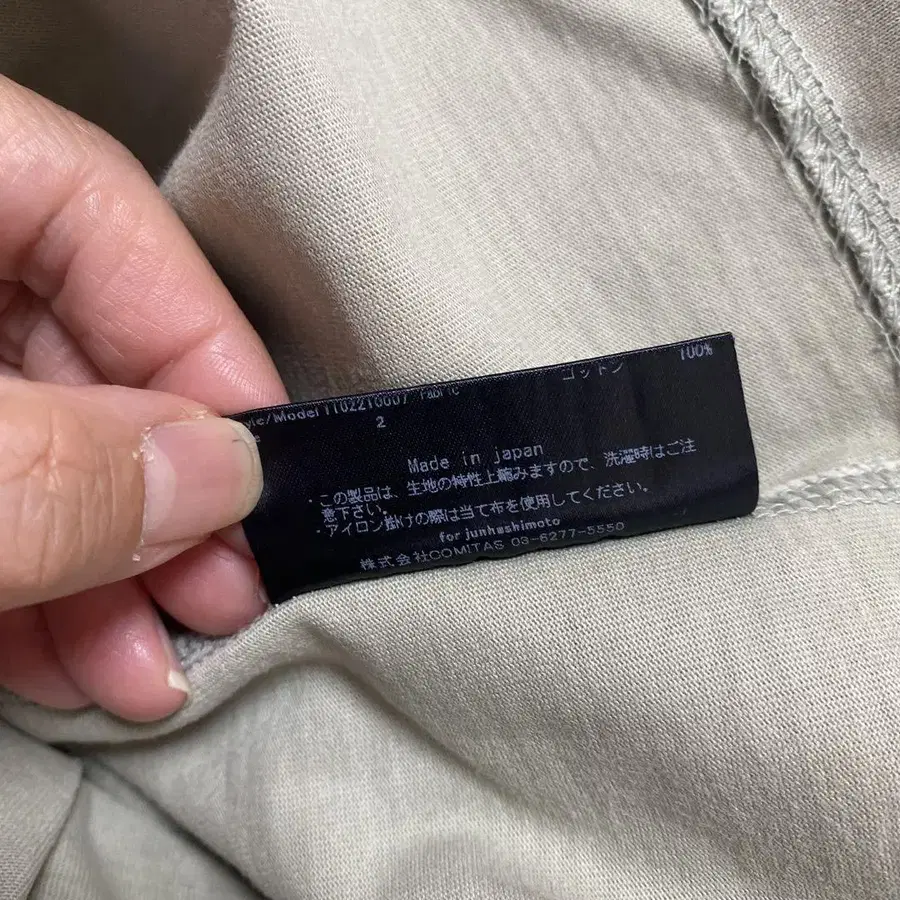 yle/Model 1102210007 Fabric コットン 100%
e 2
Made in japan
・この製品は、生地の特性上縮みますので、洗濯時はご注
意下さい。
・アイロン掛けの際は当て布を使用してください。
for junhashimoto
株式会社COMITAS 03-6277-5550